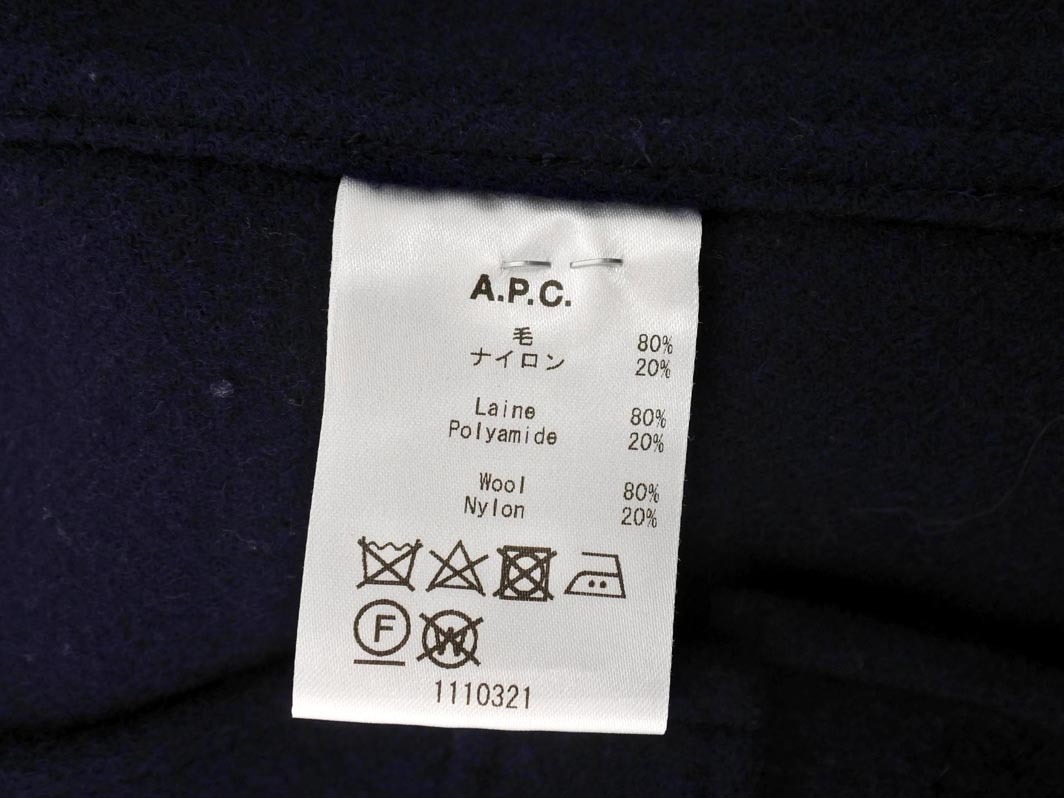 A.P.C.
毛 80%
ナイロン 20%
Laine 80%
Polyamide 20%
Wool 80%
Nylon 20%
F W
1110321